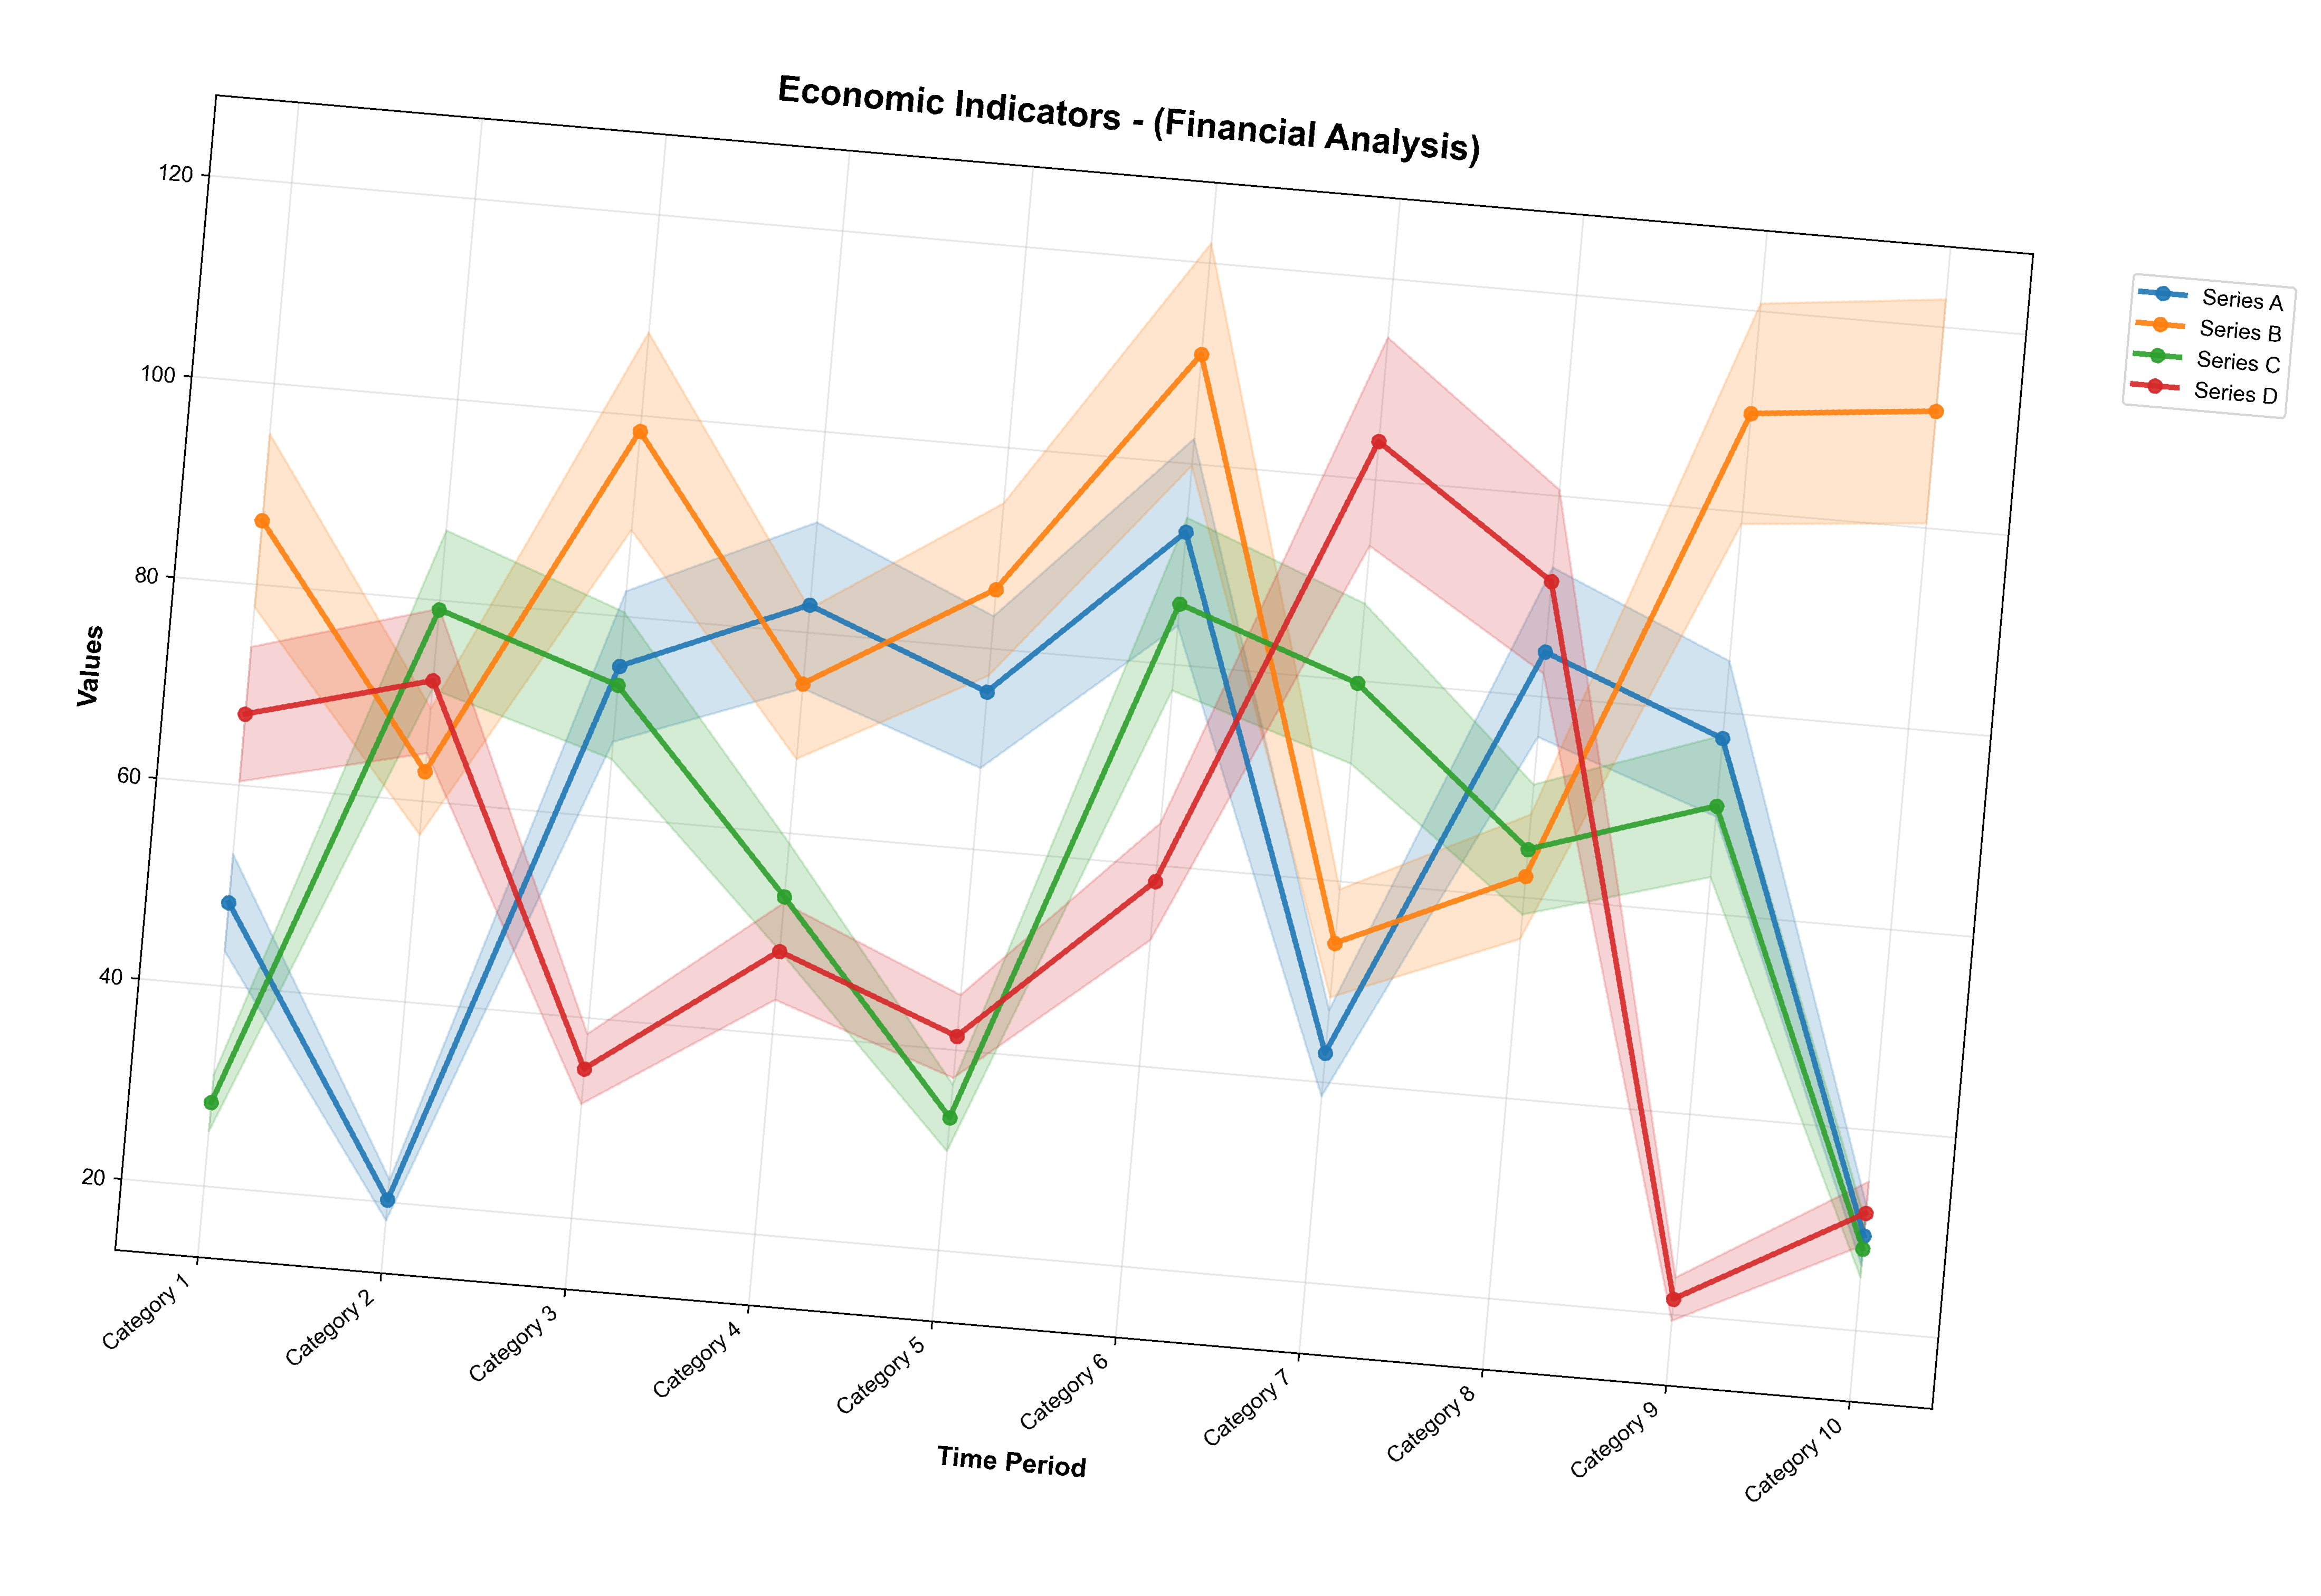 Economic Indicators - (Financial Analysis)
120
100
80
60
40
20
Values
Category 1
Category 2
Category 3
Category 4
Category 5
Category 6
Category 7
Category 8
Category 9
Category 10
Time Period
Series A
Series B
Series C
Series D